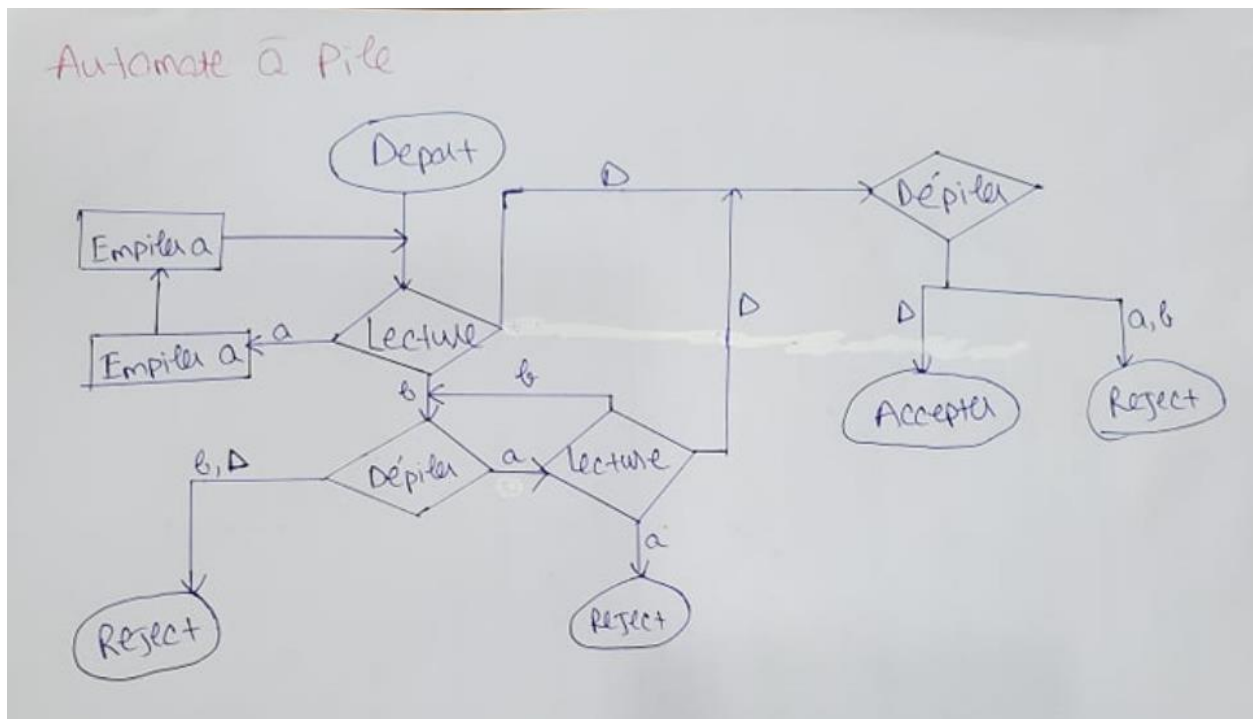 Automate à Pile
Depart
Δ
Dépiler
Empiler a
Lecture
a
Empiler a
Δ
Δ
a,b
b
b
Accepter
Reject
b, Δ
Dépiler
a
Lecture
a
Reject
Reject